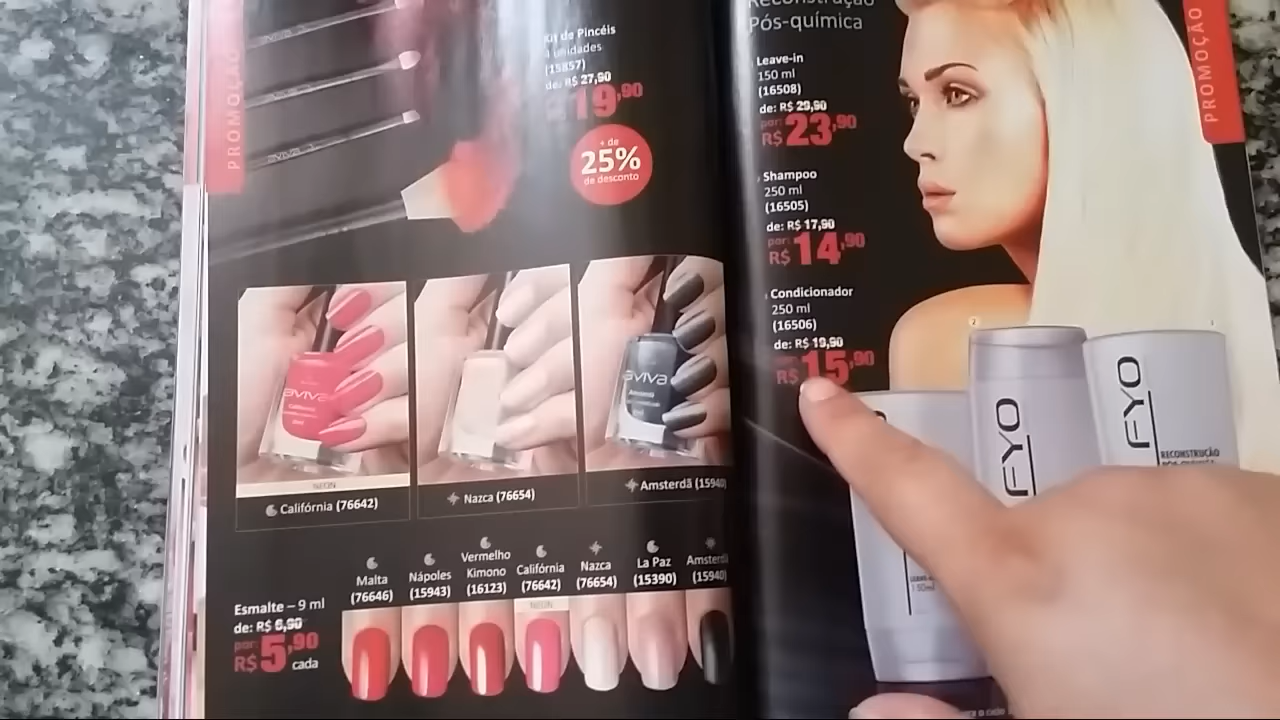 PROMOÇÃO
Kit de Pincéis
4 unidades
(15857)
de: R$ 27,90
19,90
+ de
25%
de desconto
aviva
aviva
NEON
Califórnia (76642)
Nazca (76654)
Amsterdã (15940)
Malta
(76646)
Nápoles
(15943)
Vermelho
Kimono
(16123)
Califórnia
(76642)
Nazca
(76654)
La Paz
(15390)
Amsterdã
(15940)
NEON
Esmalte – 9 ml
de: R$ 6,90
por:
R$ 5,90
cada
Reconstrução
Pós-química
Leave-in
150 ml
(16508)
de: R$ 29,90
por:
R$ 23,90
Shampoo
250 ml
(16505)
de: R$ 17,90
por:
R$ 14,90
Condicionador
250 ml
(16506)
de: R$ 19,90
R$ 15,90
PROMOÇÃO
FYO
FYO
RECONSTRUÇÃO
PÓS-QUÍMICA